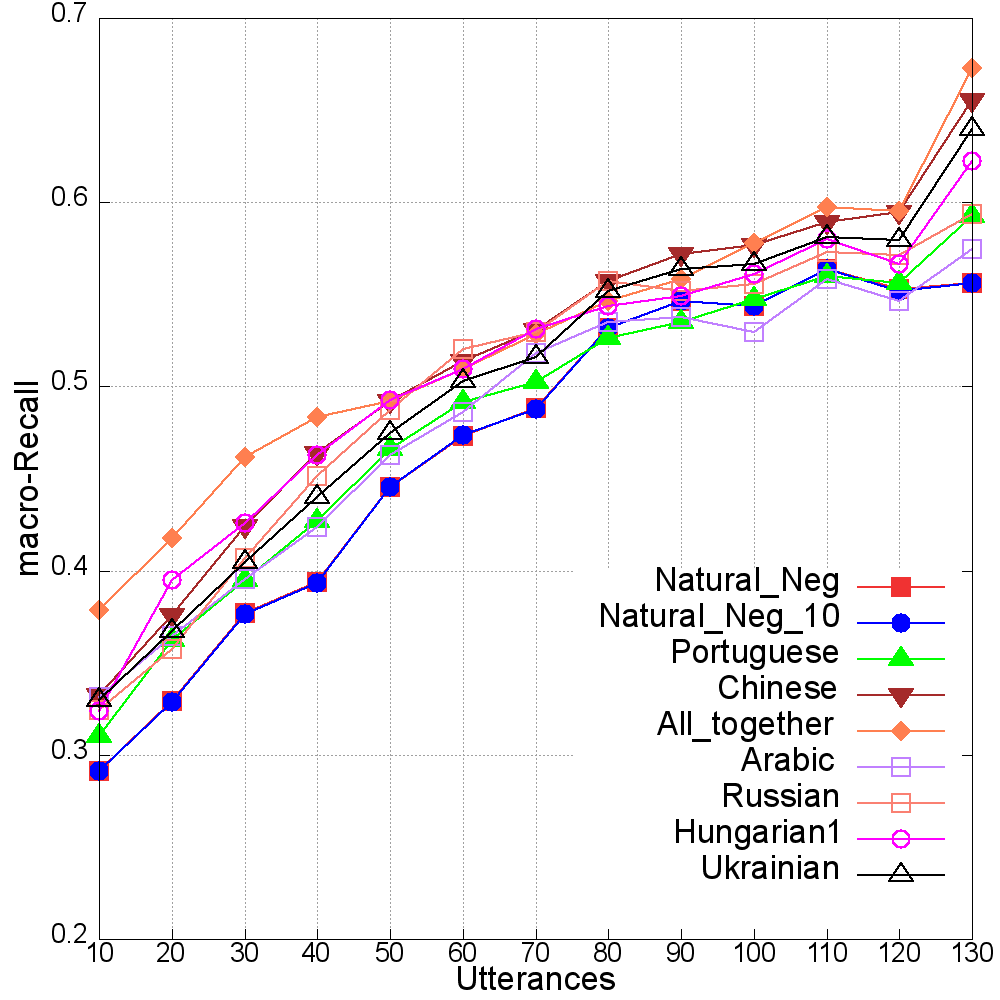 0.7
0.6
0.5
0.4
0.3
0.2
macro-Recall
Natural_Neg
Natural_Neg_10
Portuguese
Chinese
All_together
Arabic
Russian
Hungarian1
Ukrainian
10 20 30 40 50 60 70 80 90 100 110 120 130
Utterances